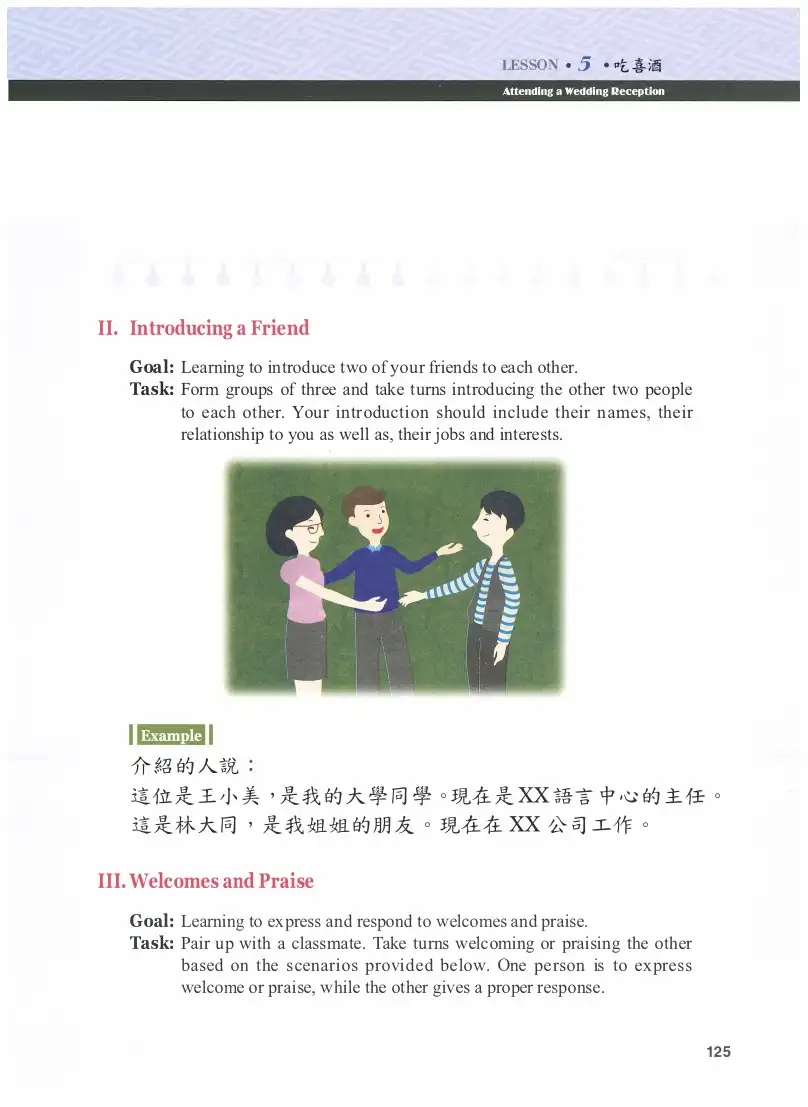 LESSON • 5 • 吃喜酒
Attending a Wedding Reception
II. Introducing a Friend
Goal: Learning to introduce two of your friends to each other.
Task: Form groups of three and take turns introducing the other two people
to each other. Your introduction should include their names, their
relationship to you as well as, their jobs and interests.
Example
介紹的人說：
這位是王小美，是我的大學同學。現在是XX語言中心的主任。
這是林大同，是我姐姐的朋友。現在在 XX 公司工作。
III. Welcomes and Praise
Goal: Learning to express and respond to welcomes and praise.
Task: Pair up with a classmate. Take turns welcoming or praising the other
based on the scenarios provided below. One person is to express
welcome or praise, while the other gives a proper response.
125